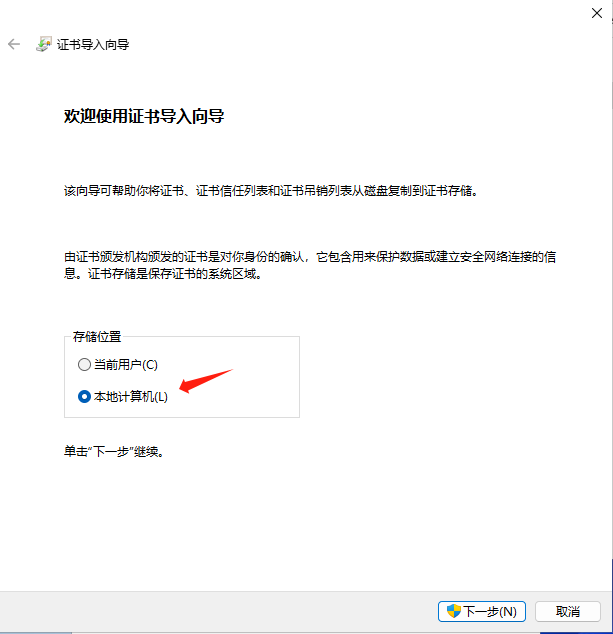 证书导入向导
欢迎使用证书导入向导
该向导可帮助你将证书、证书信任列表和证书吊销列表从磁盘复制到证书存储。
由证书颁发机构颁发的证书是对你身份的确认，它包含用来保护数据或建立安全网络连接的信
息。证书存储是保存证书的系统区域。
存储位置
当前用户(C)
本地计算机(L)
单击“下一步”继续。
下一步(N)
取消